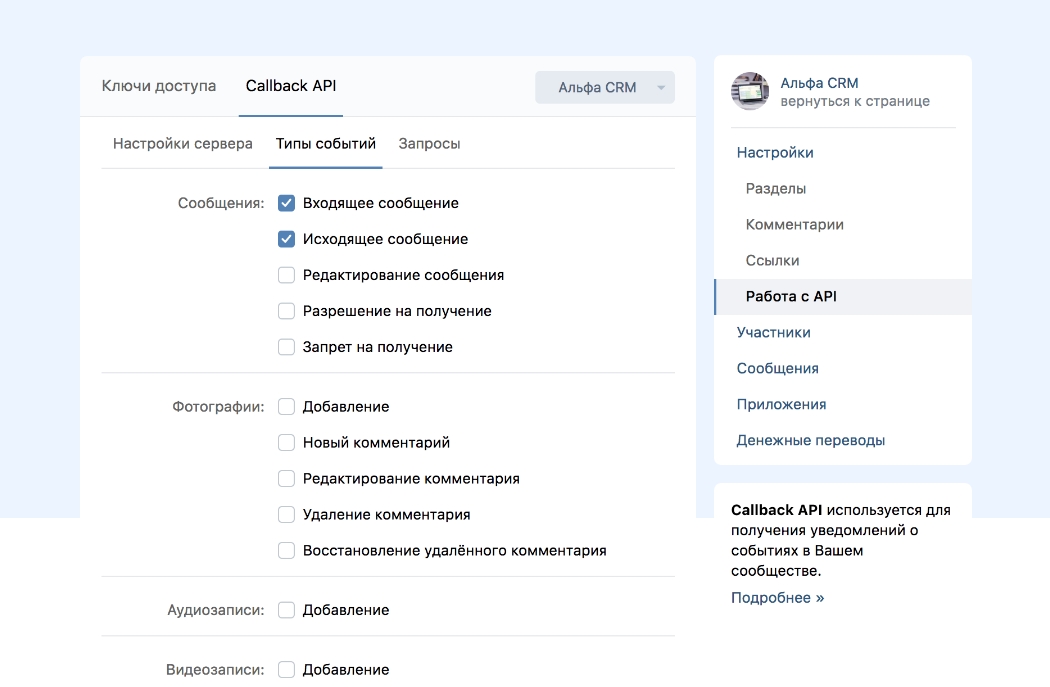 Ключи доступа Callback API Альфа CRM
Настройки сервера Типы событий Запросы
Сообщения: Входящее сообщение
Исходящее сообщение
Редактирование сообщения
Разрешение на получение
Запрет на получение
Фотографии: Добавление
Новый комментарий
Редактирование комментария
Удаление комментария
Восстановление удалённого комментария
Аудиозаписи: Добавление
Видеозаписи: Добавление
Альфа CRM
вернуться к странице
Настройки
Разделы
Комментарии
Ссылки
Работа с API
Участники
Сообщения
Приложения
Денежные переводы
Callback API используется для
получения уведомлений о
событиях в Вашем
сообществе.
Подробнее »